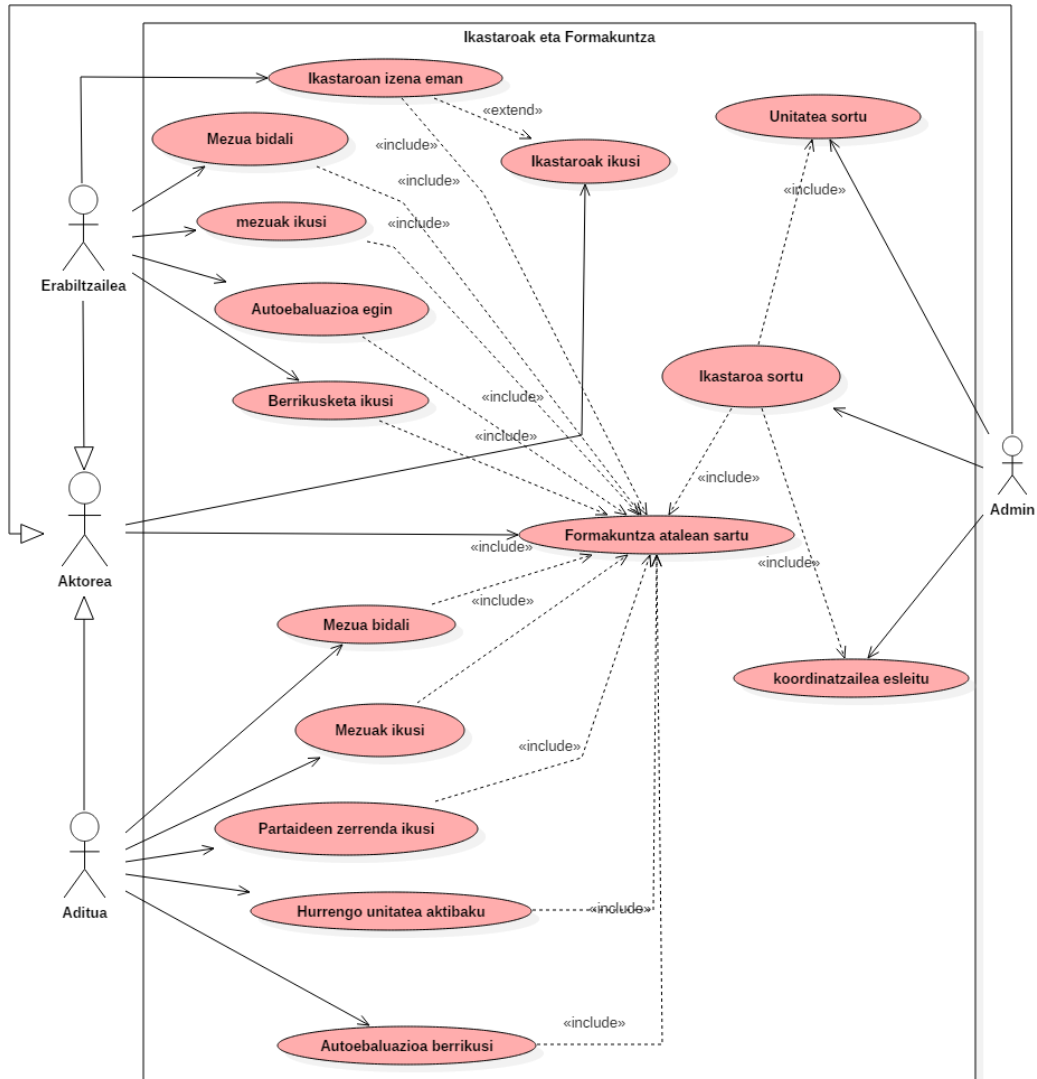 Ikastaroak eta Formakuntza
Ikastaroan izena eman
«extend»
Unitatea sortu
Mezua bidali
«include»
Ikastaroak ikusi
«include»
«include»
mezuak ikusi
«include»
Erabiltzailea
Autoebaluazioa egin
Ikastaroa sortu
Berrikusketa ikusi
«include»
«include»
«include»
Admin
Formakuntza atalean sartu
«include»
«include»
Aktorea
«include»
Mezua bidali
koordinatzailea esleitu
Mezuak ikusi
«include»
Partaideen zerrenda ikusi
Aditua
Hurrengo unitatea aktibaku
«include»
«include»
Autoebaluazioa berrikusi